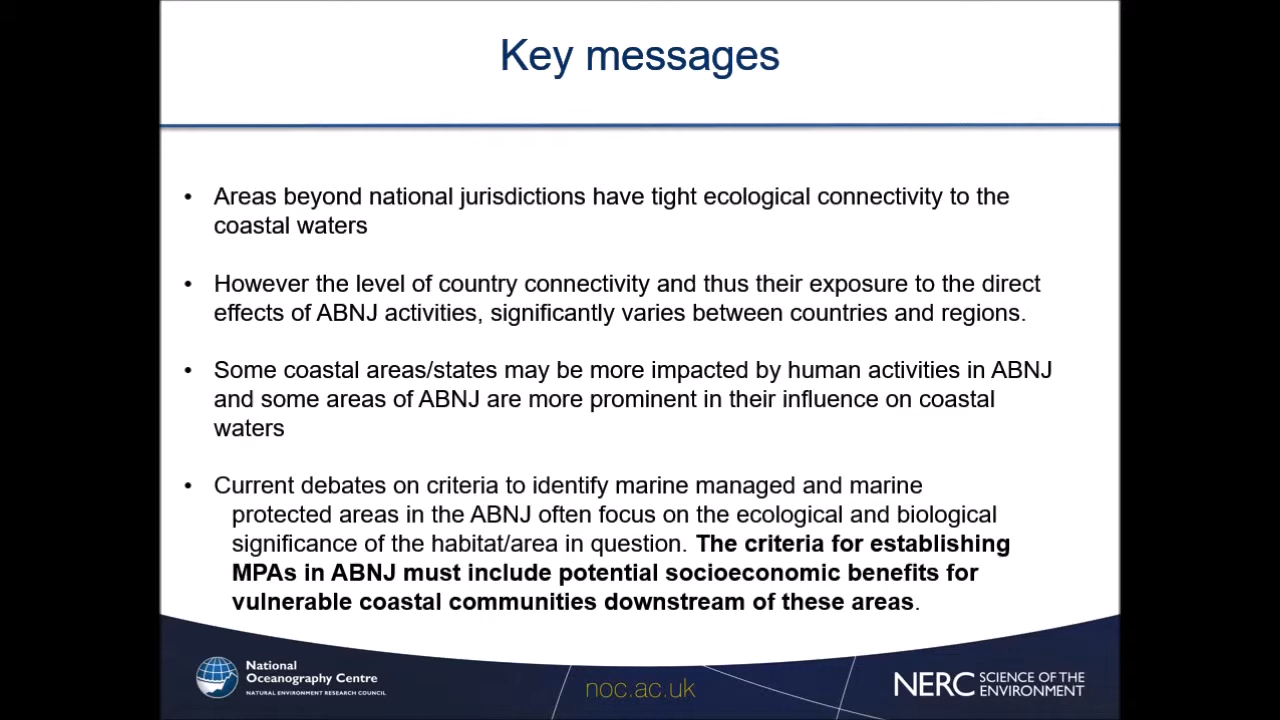 Key messages
• Areas beyond national jurisdictions have tight ecological connectivity to the
coastal waters
• However the level of country connectivity and thus their exposure to the direct
effects of ABNJ activities, significantly varies between countries and regions.
• Some coastal areas/states may be more impacted by human activities in ABNJ
and some areas of ABNJ are more prominent in their influence on coastal
waters
• Current debates on criteria to identify marine managed and marine
protected areas in the ABNJ often focus on the ecological and biological
significance of the habitat/area in question. The criteria for establishing
MPAs in ABNJ must include potential socioeconomic benefits for
vulnerable coastal communities downstream of these areas.
National
Oceanography Centre
NATURAL ENVIRONMENT RESEARCH COUNCIL
noc.ac.uk
NERC SCIENCE OF THE
ENVIRONMENT